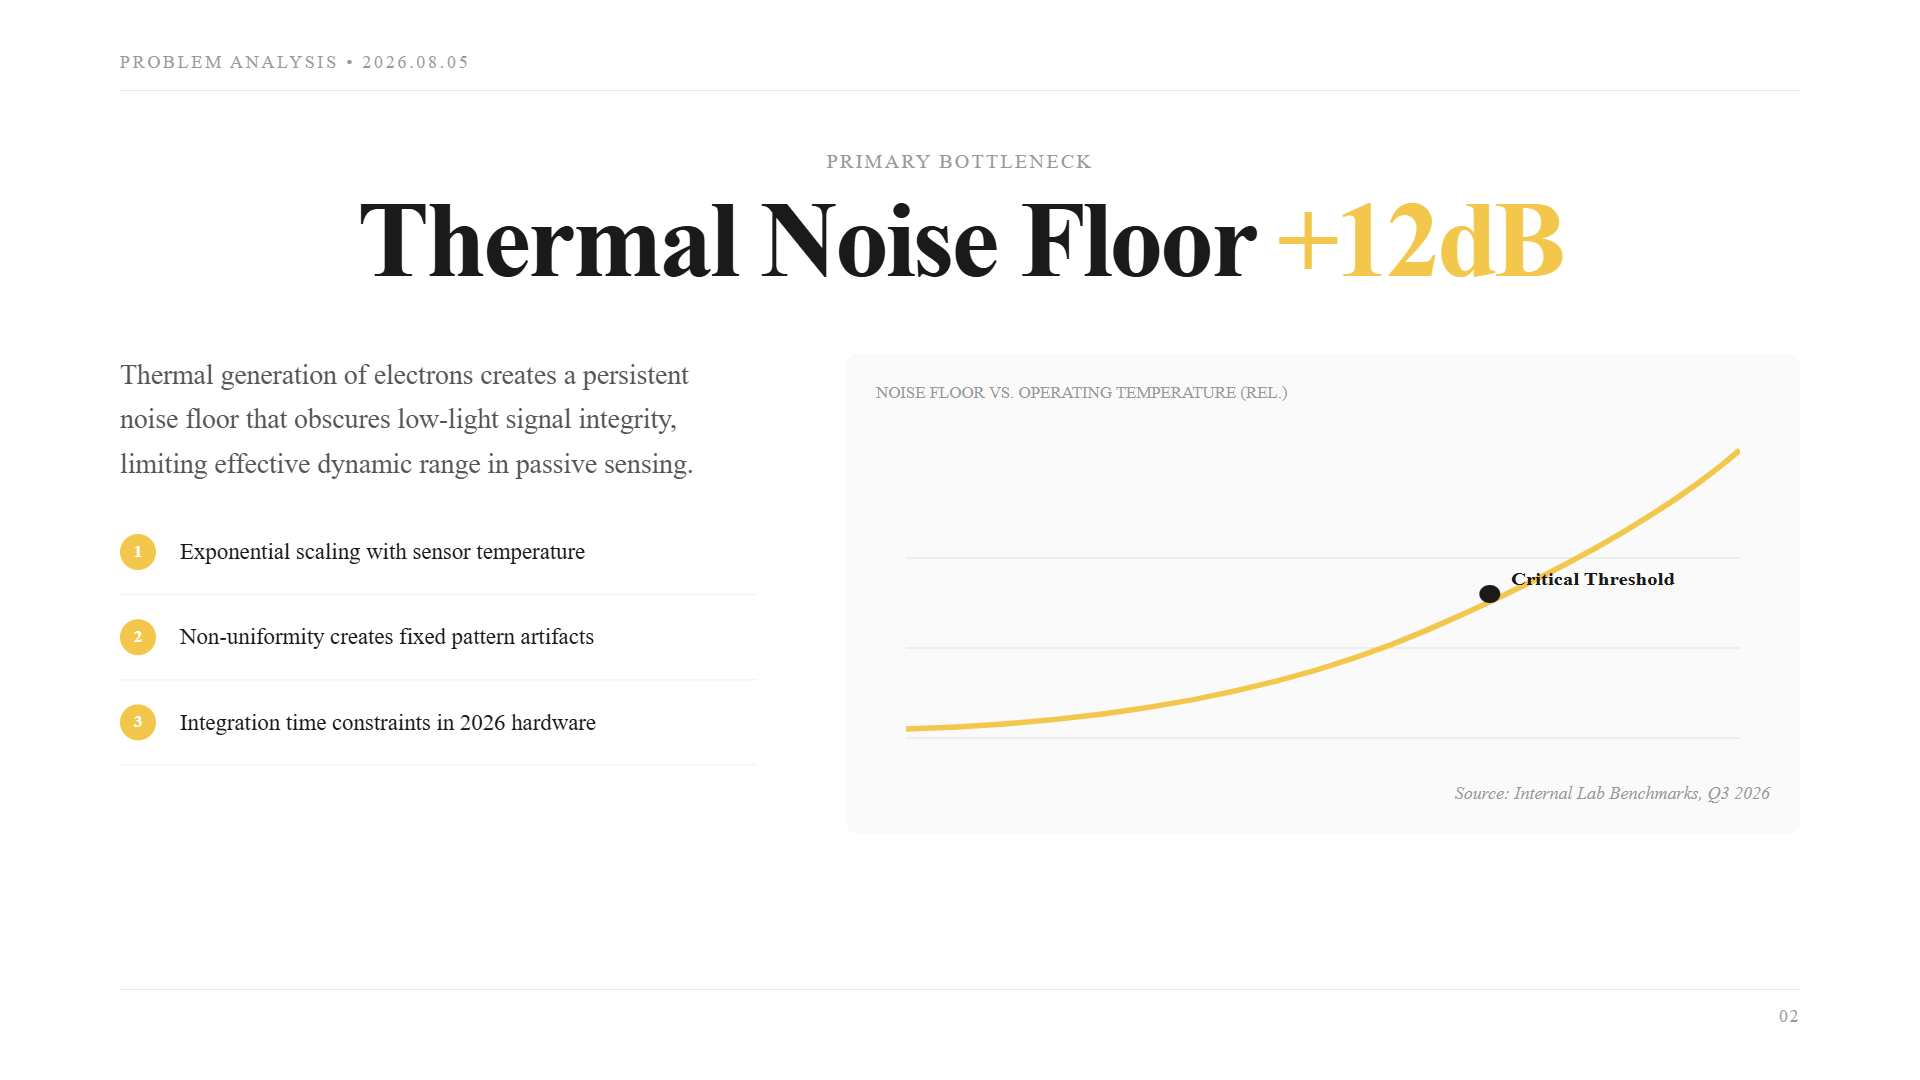 PROBLEM ANALYSIS • 2026.08.05
PRIMARY BOTTLENECK
Thermal Noise Floor +12dB
Thermal generation of electrons creates a persistent
noise floor that obscures low-light signal integrity,
limiting effective dynamic range in passive sensing.
1 Exponential scaling with sensor temperature
2 Non-uniformity creates fixed pattern artifacts
3 Integration time constraints in 2026 hardware
NOISE FLOOR VS. OPERATING TEMPERATURE (REL.)
Critical Threshold
Source: Internal Lab Benchmarks, Q3 2026
02